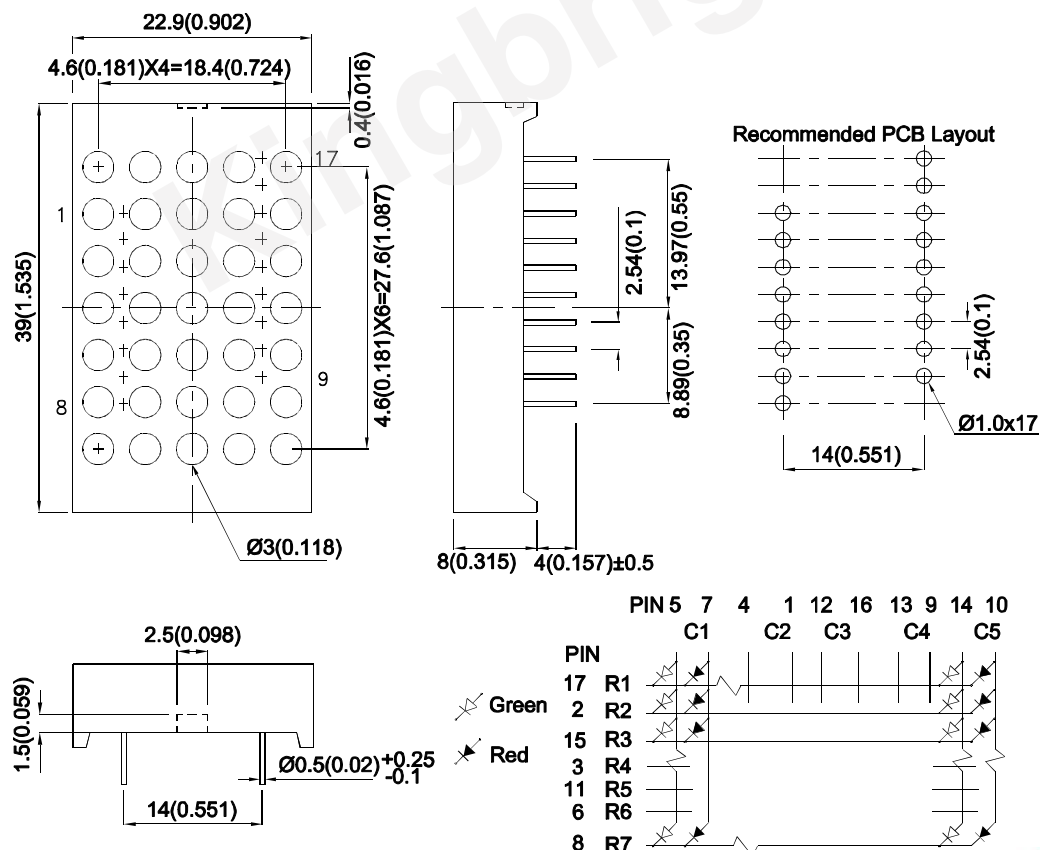 22.9(0.902)
4.6(0.181)X4=18.4(0.724)
0.4(0.016)
17
1
8
9
39(1.535)
4.6(0.181)X6=27.6(1.087)
Ø3(0.118)
Kingbrig
2.54(0.1)
13.97(0.55)
8.89(0.35)
8(0.315) 4(0.157)±0.5
Recommended PCB Layout
2.54(0.1)
Ø1.0x17
14(0.551)
2.5(0.098)
1.5(0.059)
Ø0.5(0.02)+0.25
-0.1
14(0.551)
Green
Red
PIN 5 7 4 1 12 16 13 9 14 10
C1 C2 C3 C4 C5
PIN
17 R1
2 R2
15 R3
3 R4
11 R5
6 R6
8 R7